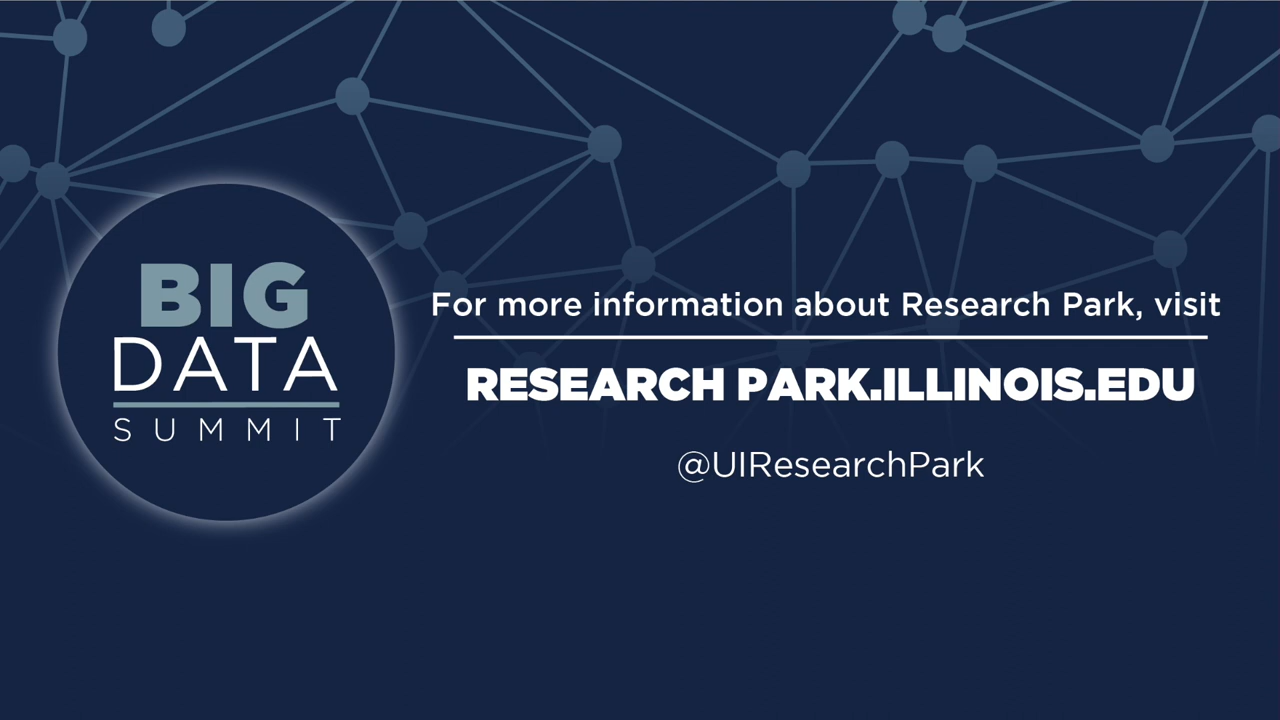 BIG
DATA
SUMMIT
For more information about Research Park, visit
RESEARCH PARK.ILLINOIS.EDU
@UIResearchPark